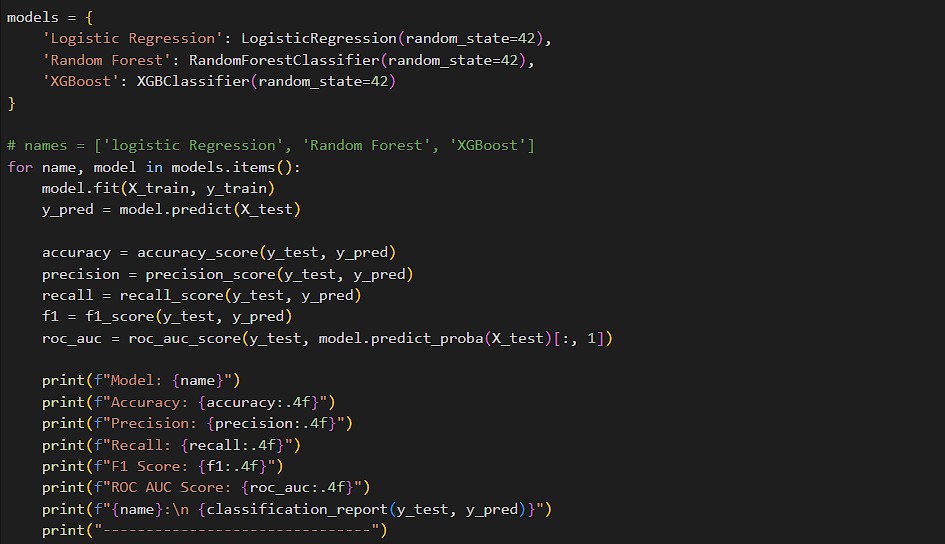 models = {
    'Logistic Regression': LogisticRegression(random_state=42),
    'Random Forest': RandomForestClassifier(random_state=42),
    'XGBoost': XGBClassifier(random_state=42)
}

# names = ['logistic Regression', 'Random Forest', 'XGBoost']
for name, model in models.items():
    model.fit(X_train, y_train)
    y_pred = model.predict(X_test)

    accuracy = accuracy_score(y_test, y_pred)
    precision = precision_score(y_test, y_pred)
    recall = recall_score(y_test, y_pred)
    f1 = f1_score(y_test, y_pred)
    roc_auc = roc_auc_score(y_test, model.predict_proba(X_test)[:, 1])

    print(f"Model: {name}")
    print(f"Accuracy: {accuracy:.4f}")
    print(f"Precision: {precision:.4f}")
    print(f"Recall: {recall:.4f}")
    print(f"F1 Score: {f1:.4f}")
    print(f"ROC AUC Score: {roc_auc:.4f}")
    print(f"{name}:\n {classification_report(y_test, y_pred)}")
    print("-------------------------------")